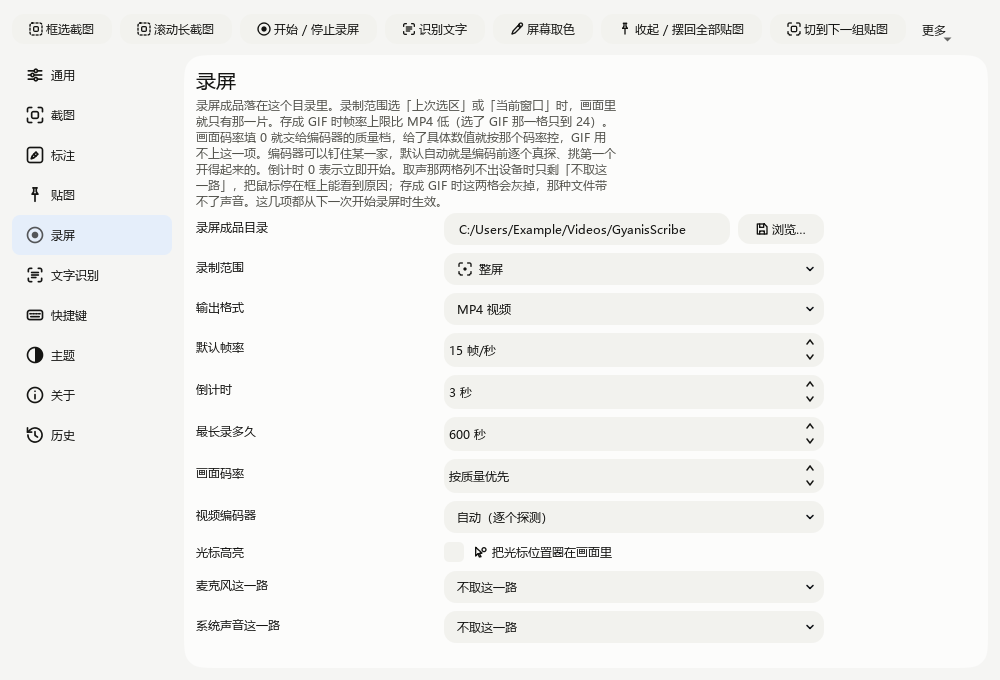 框选截图 滚动长截图 开始 / 停止录屏 识别文字 屏幕取色 收起 / 摆回全部贴图 切到下一组贴图 更多
通用
截图
标注
贴图
录屏
文字识别
快捷键
主题
关于
历史
录屏
录屏成品落在这个目录里。录制范围选「上次选区」或「当前窗口」时，画面里
就只有那一片。存成 GIF 时帧率上限比 MP4 低（选了 GIF 那一格只到 24）。
画面码率填 0 就交给编码器的质量档，给了具体数值就按那个码率控，GIF 用
不上这一项。编码器可以钉住某一家，默认自动就是编码前逐个真探、挑第一个
开得起来的。倒计时 0 表示立即开始。取声那两格列不出设备时只剩「不取这
一路」，把鼠标停在框上能看到原因；存成 GIF 时这两格会灰掉，那种文件带
不了声音。这几项都从下一次开始录屏时生效。
录屏成品目录 C:/Users/Example/Videos/GyanisScribe 浏览...
录制范围 整屏
输出格式 MP4 视频
默认帧率 15 帧/秒
倒计时 3 秒
最长录多久 600 秒
画面码率 按质量优先
视频编码器 自动（逐个探测）
光标高亮 把光标位置圈在画面里
麦克风这一路 不取这一路
系统声音这一路 不取这一路